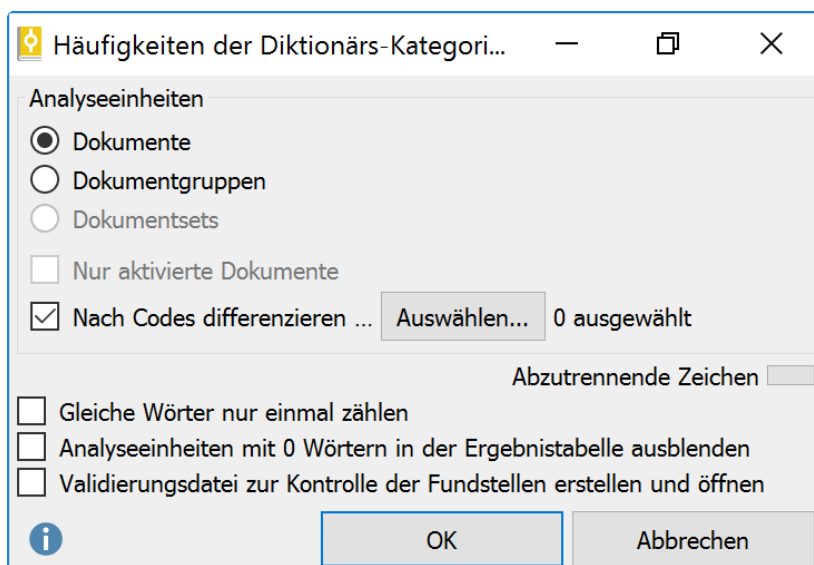 Häufigkeiten der Diktionärs-Kategori...
Analyseeinheiten
Dokumente
Dokumentgruppen
Dokumentsets
Nur aktivierte Dokumente
Nach Codes differenzieren ... Auswählen... 0 ausgewählt
Abzutrennende Zeichen
Gleiche Wörter nur einmal zählen
Analyseeinheiten mit 0 Wörtern in der Ergebnistabelle ausblenden
Validierungsdatei zur Kontrolle der Fundstellen erstellen und öffnen
OK Abbrechen